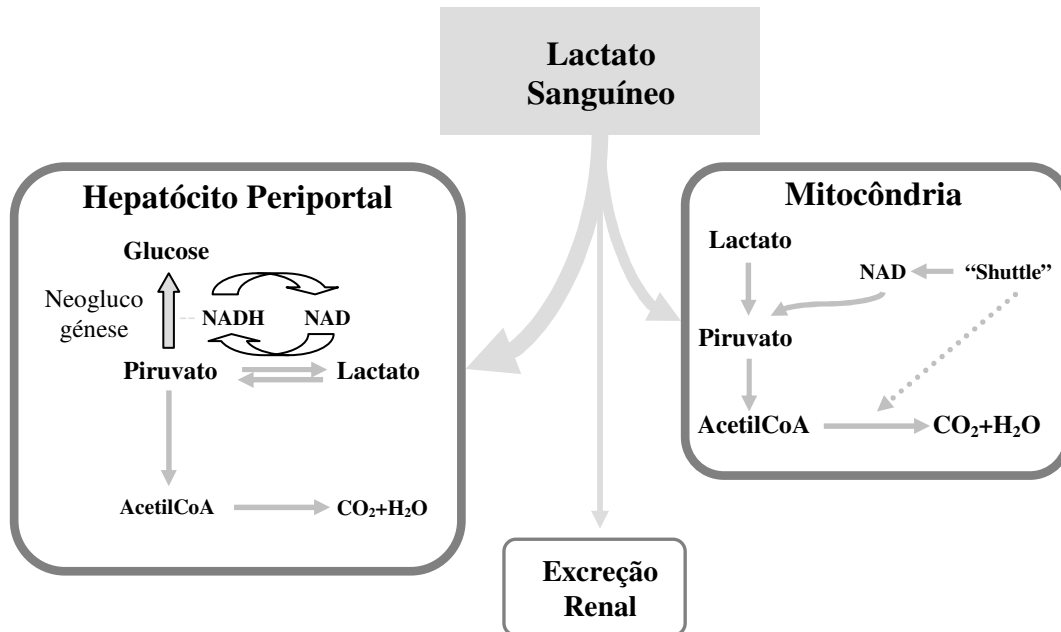 Lactato
Sanguíneo
Hepatócito Periportal
Glucose
Neogluco
génese
NADH NAD
Piruvato Lactato
AcetilCoA CO₂+H₂O
Mitocôndria
Lactato
NAD “Shuttle”
Piruvato
AcetilCoA CO₂+H₂O
Excreção
Renal